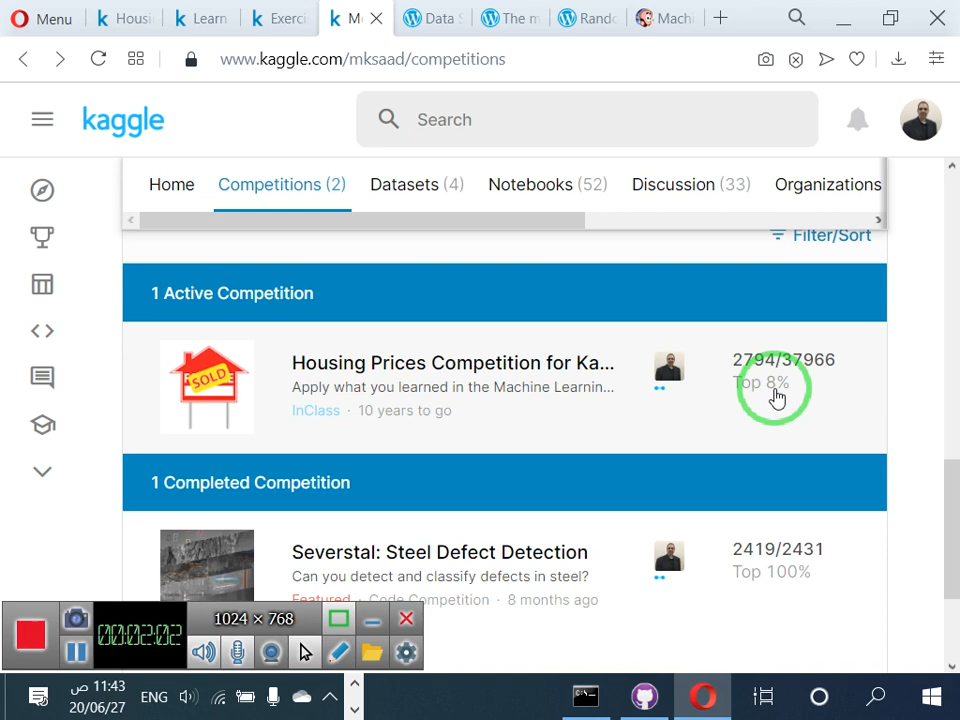 Menu
Housi
Learn
Exerci
M
Data S
The m
Rando
Machi
www.kaggle.com/mksaad/competitions
kaggle
Search
Home
Competitions (2)
Datasets (4)
Notebooks (52)
Discussion (33)
Organizations
Filter/Sort
1 Active Competition
SOLD
Housing Prices Competition for Ka...
2794/37966
Apply what you learned in the Machine Learnin...
Top 8%
InClass · 10 years to go
1 Completed Competition
Severstal: Steel Defect Detection
2419/2431
Can you detect and classify defects in steel?
Top 100%
Featured · Code Competition · 8 months ago
1024 × 768
00:02:02
11:43 ص
ENG
20/06/27